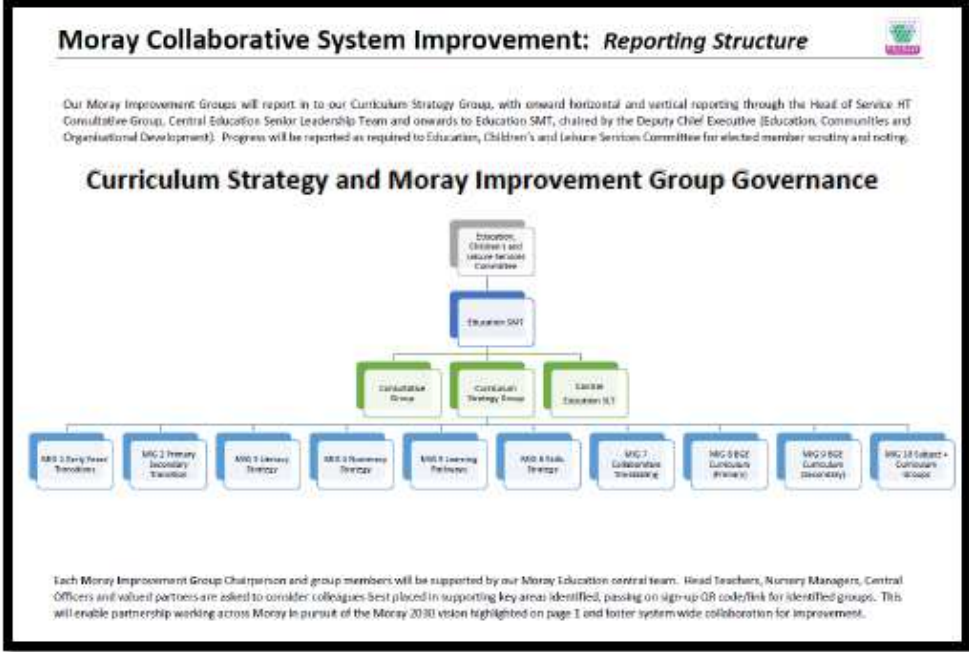 Moray Collaborative System Improvement: Reporting Structure
Our Moray Improvement Groups will report in to our Curriculum Strategy Group, with onward horizontal and vertical reporting through the Head of Service HT
Consultative Group, Central Education Senior Leadership Team and onwards to Education SMT, chaired by the Deputy Chief Executive (Education, Communities and
Organisational Development). Progress will be reported as required to Education, Children's and Leisure Services Committee for elected member scrutiny and noting.
Curriculum Strategy and Moray Improvement Group Governance
Education,
Children's and
Leisure Services
Committee
Education SMT
Consultative
Group
Curriculum
Strategy Group
Central
Education SLT
MIG 1 Early Years
Transitions
MIG 2 Primary
Secondary
Transition
MIG 3 Literacy
Strategy
MIG 4 Numeracy
Strategy
MIG 5 Learning
Pathways
MIG 6 Skills
Strategy
MIG 7
Collaborative
Timetabling
MIG 8 BGE
Curriculum
(Primary)
MIG 9 BGE
Curriculum
(Secondary)
MIG 10 Subject +
Curriculum
Groups
Each Moray Improvement Group Chairperson and group members will be supported by our Moray Education central team. Head Teachers, Nursery Managers, Central
Officers and valued partners are asked to consider colleagues best placed in supporting key areas identified, passing on sign-up QR code/link for identified groups. This
will enable partnership working across Moray in pursuit of the Moray 2030 vision highlighted on page 1 and foster system wide collaboration for improvement.